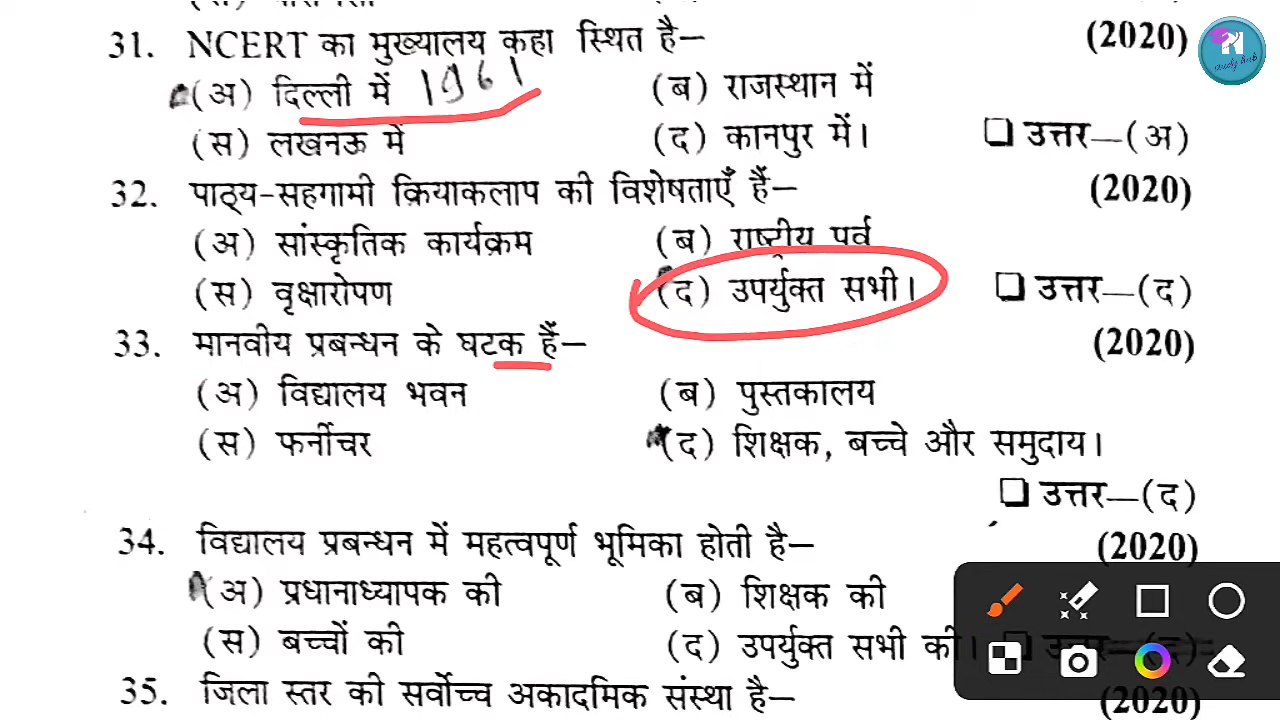 31. NCERT का मुख्यालय कहा स्थित है– (2020)
(अ) दिल्ली में 1961 (ब) राजस्थान में
(स) लखनऊ में (द) कानपुर में। ❑ उत्तर—(अ)
32. पाठ्य-सहगामी क्रियाकलाप की विशेषताएँ हैं– (2020)
(अ) सांस्कृतिक कार्यक्रम (ब) राष्ट्रीय पर्व
(स) वृक्षारोपण (द) उपर्युक्त सभी। ❑ उत्तर—(द)
33. मानवीय प्रबन्धन के घटक हैं– (2020)
(अ) विद्यालय भवन (ब) पुस्तकालय
(स) फर्नीचर (द) शिक्षक, बच्चे और समुदाय।
❑ उत्तर—(द)
34. विद्यालय प्रबन्धन में महत्वपूर्ण भूमिका होती है– (2020)
(अ) प्रधानाध्यापक की (ब) शिक्षक की
(स) बच्चों की (द) उपर्युक्त सभी की। ❑ उत्तर—(द)
35. जिला स्तर की सर्वोच्च अकादमिक संस्था है– (2020)